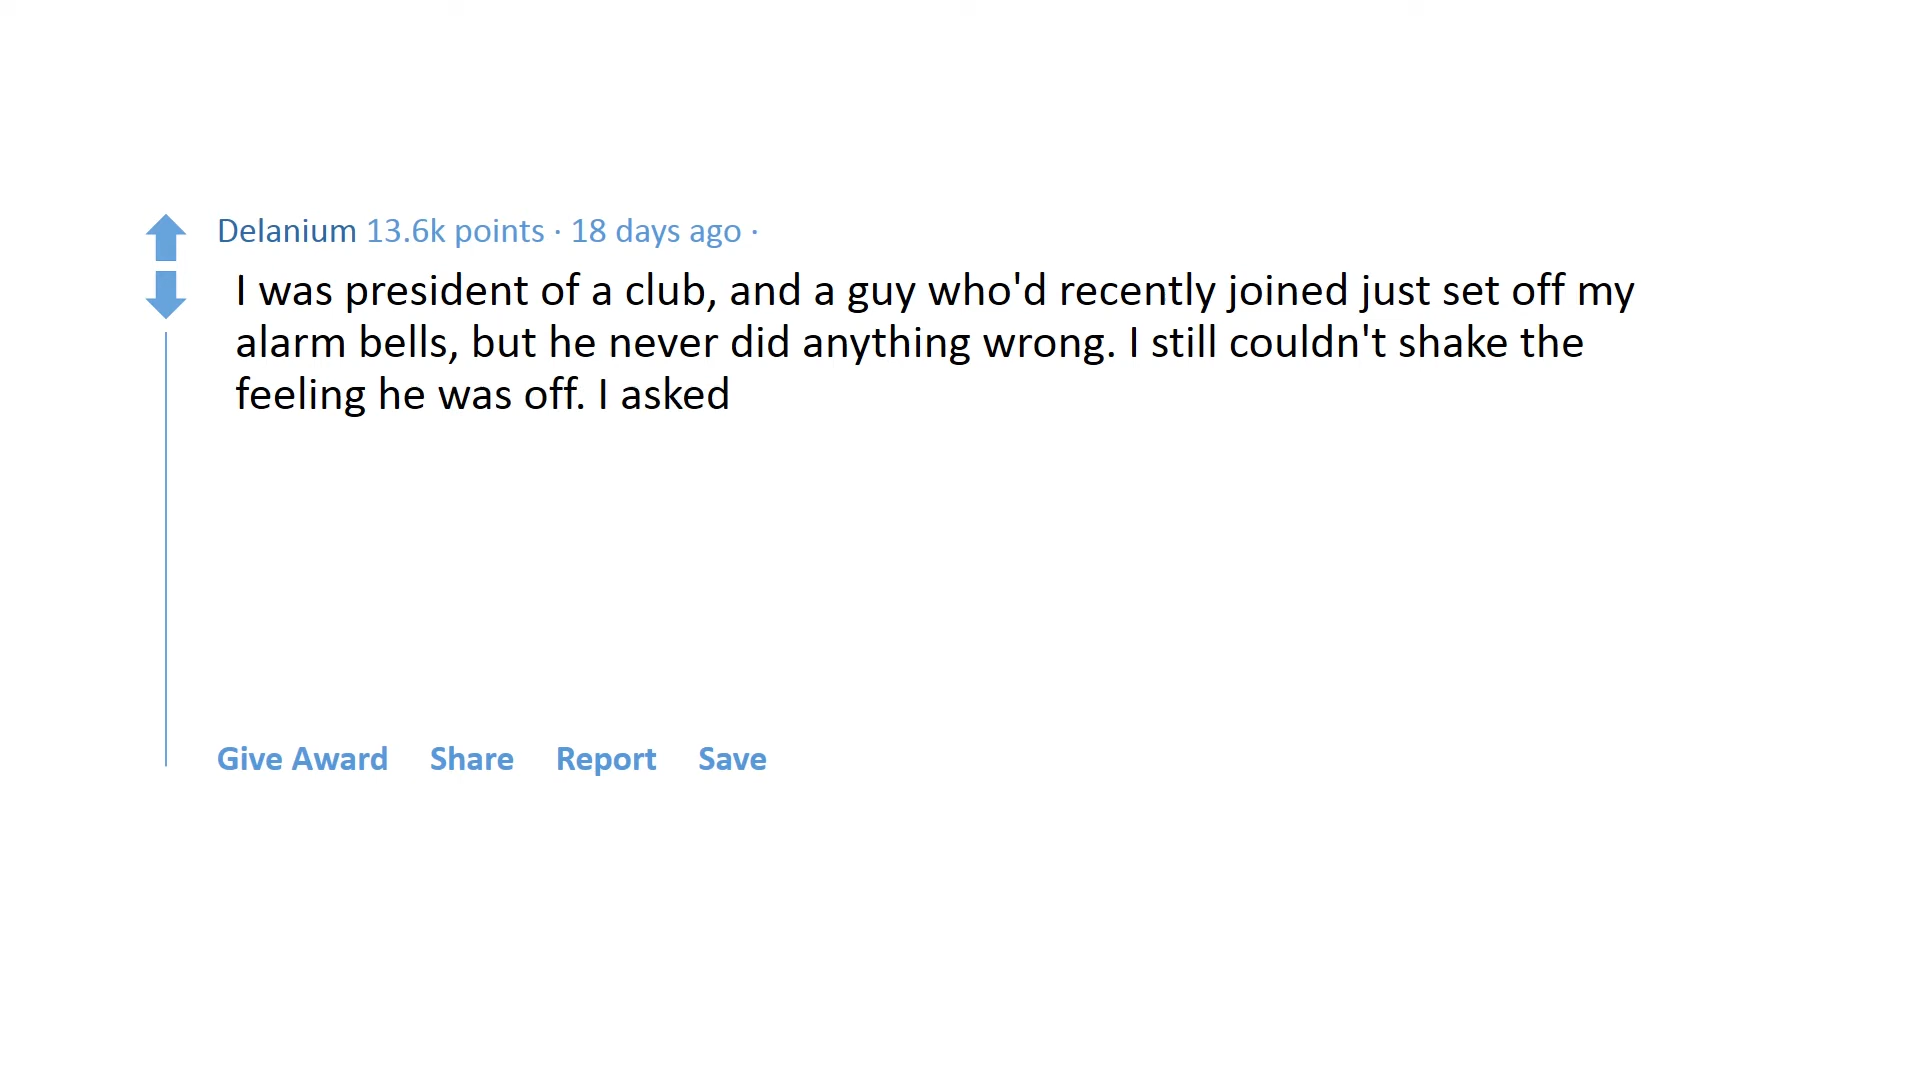 Delanium 13.6k points · 18 days ago ·
I was president of a club, and a guy who'd recently joined just set off my
alarm bells, but he never did anything wrong. I still couldn't shake the
feeling he was off. I asked
Give Award Share Report Save